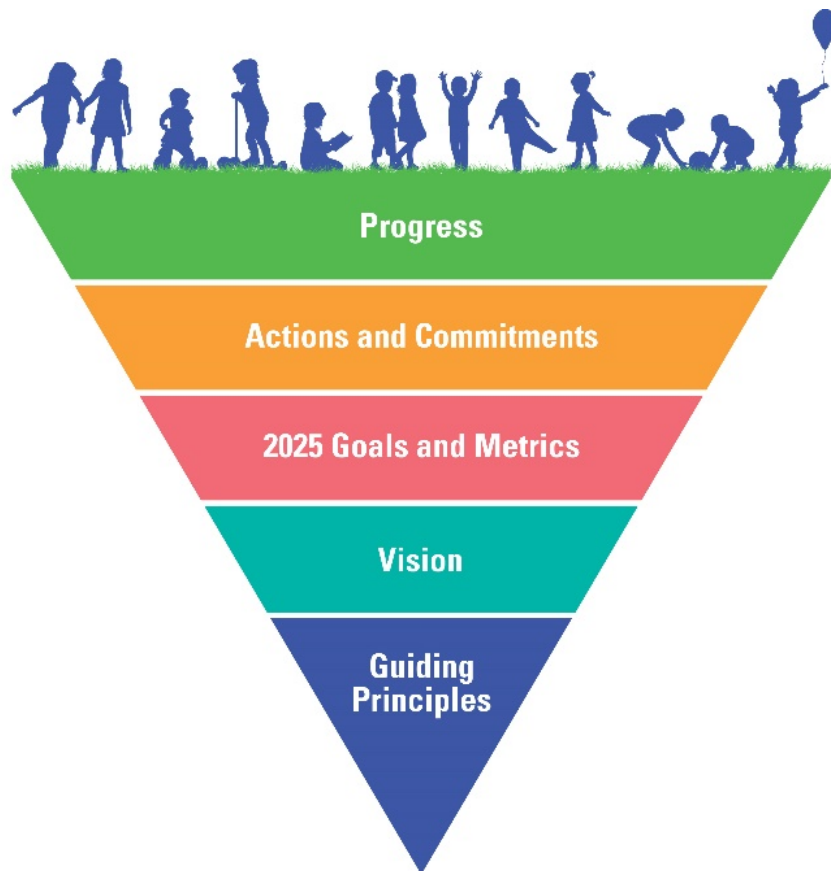 Progress
Actions and Commitments
2025 Goals and Metrics
Vision
Guiding
Principles